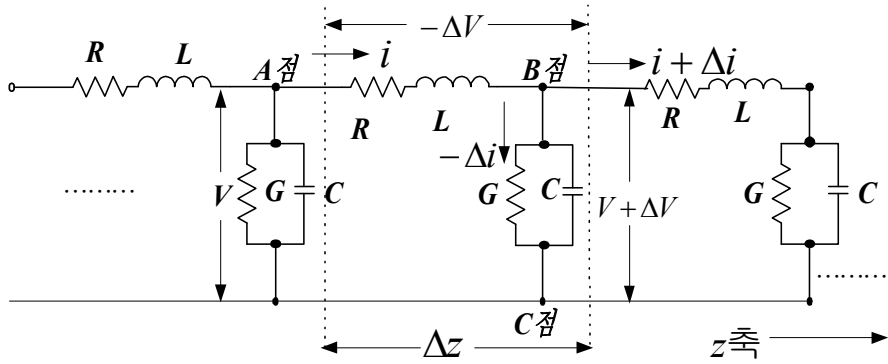 −ΔV
R
L
A점
i
B점
i + Δi
R
L
−Δi
R
L
V
G
C
G
C
V + ΔV
G
C
.........
.........
C점
Δz
z축